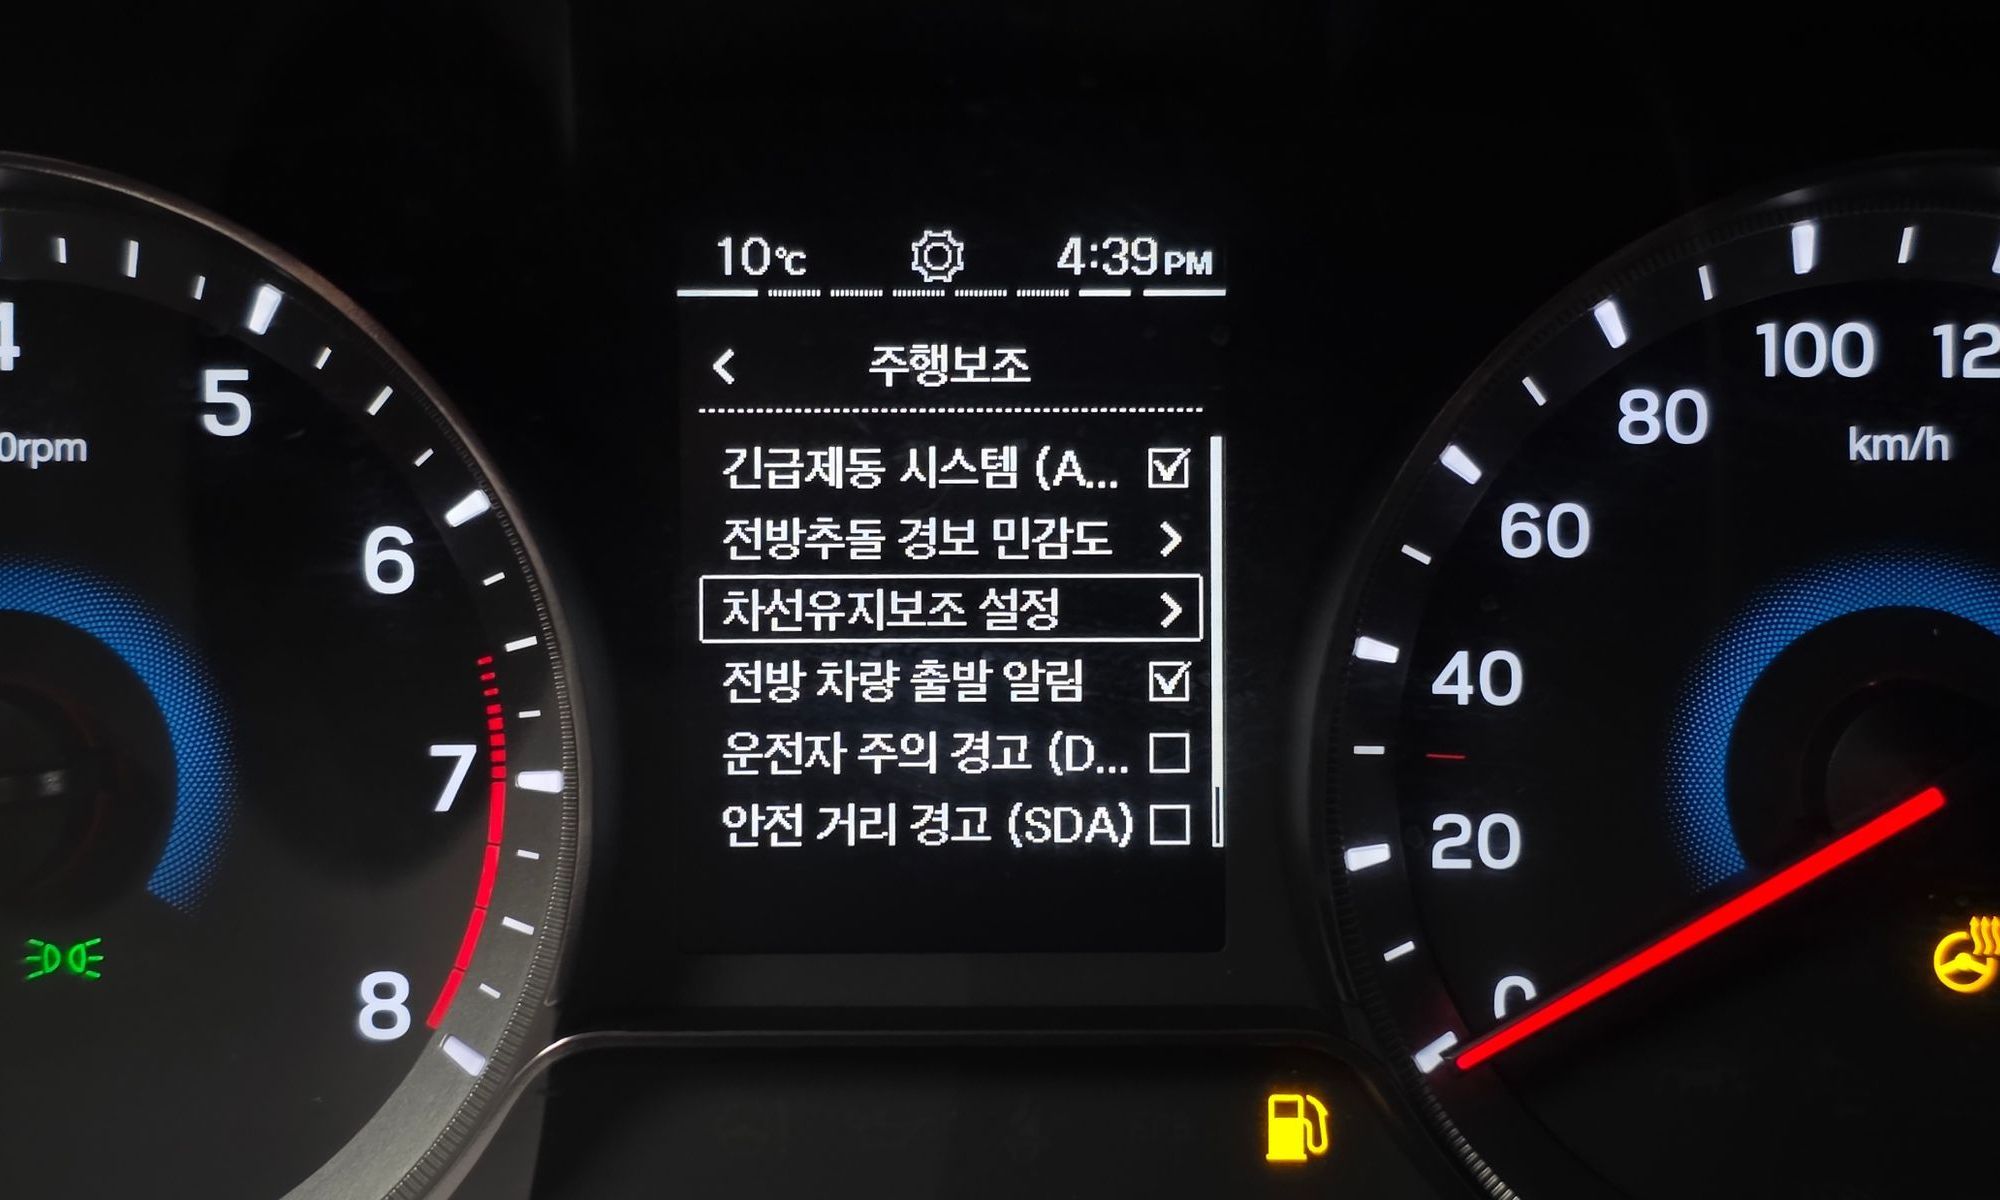 10℃ 4:39PM
주행보조
긴급제동 시스템 (A...
전방추돌 경보 민감도
차선유지보조 설정
전방 차량 출발 알림
운전자 주의 경고 (D...
안전 거리 경고 (SDA)
4
5
0rpm
6
7
8
100
12
80
km/h
60
40
20
0